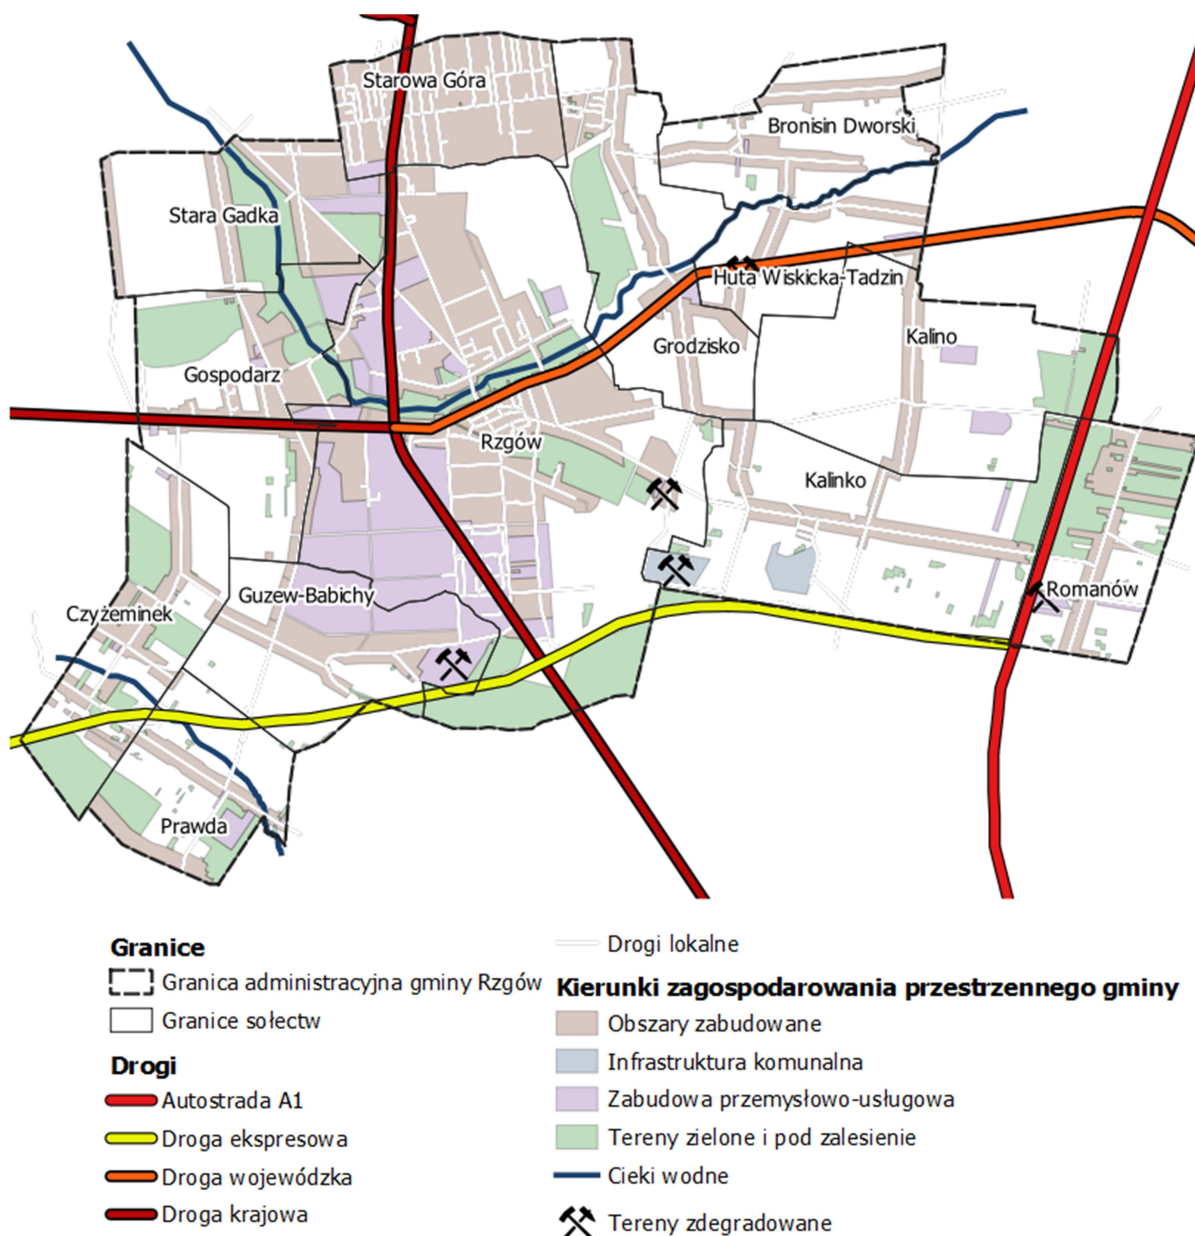 Starowa Góra
Bronisin Dworski
Stara Gadka
Huta Wiskicka-Tadzin
Kalino
Grodzisko
Gospodarz
Rzgów
Kalinko
Romanów
Guzew-Babichy
Czyżeminek
Prawda
Granice
Granica administracyjna gminy Rzgów
Granice sołectw
Drogi
Autostrada A1
Droga ekspresowa
Droga wojewódzka
Droga krajowa
Drogi lokalne
Kierunki zagospodarowania przestrzennego gminy
Obszary zabudowane
Infrastruktura komunalna
Zabudowa przemysłowo-usługowa
Tereny zielone i pod zalesienie
Cieki wodne
Tereny zdegradowane